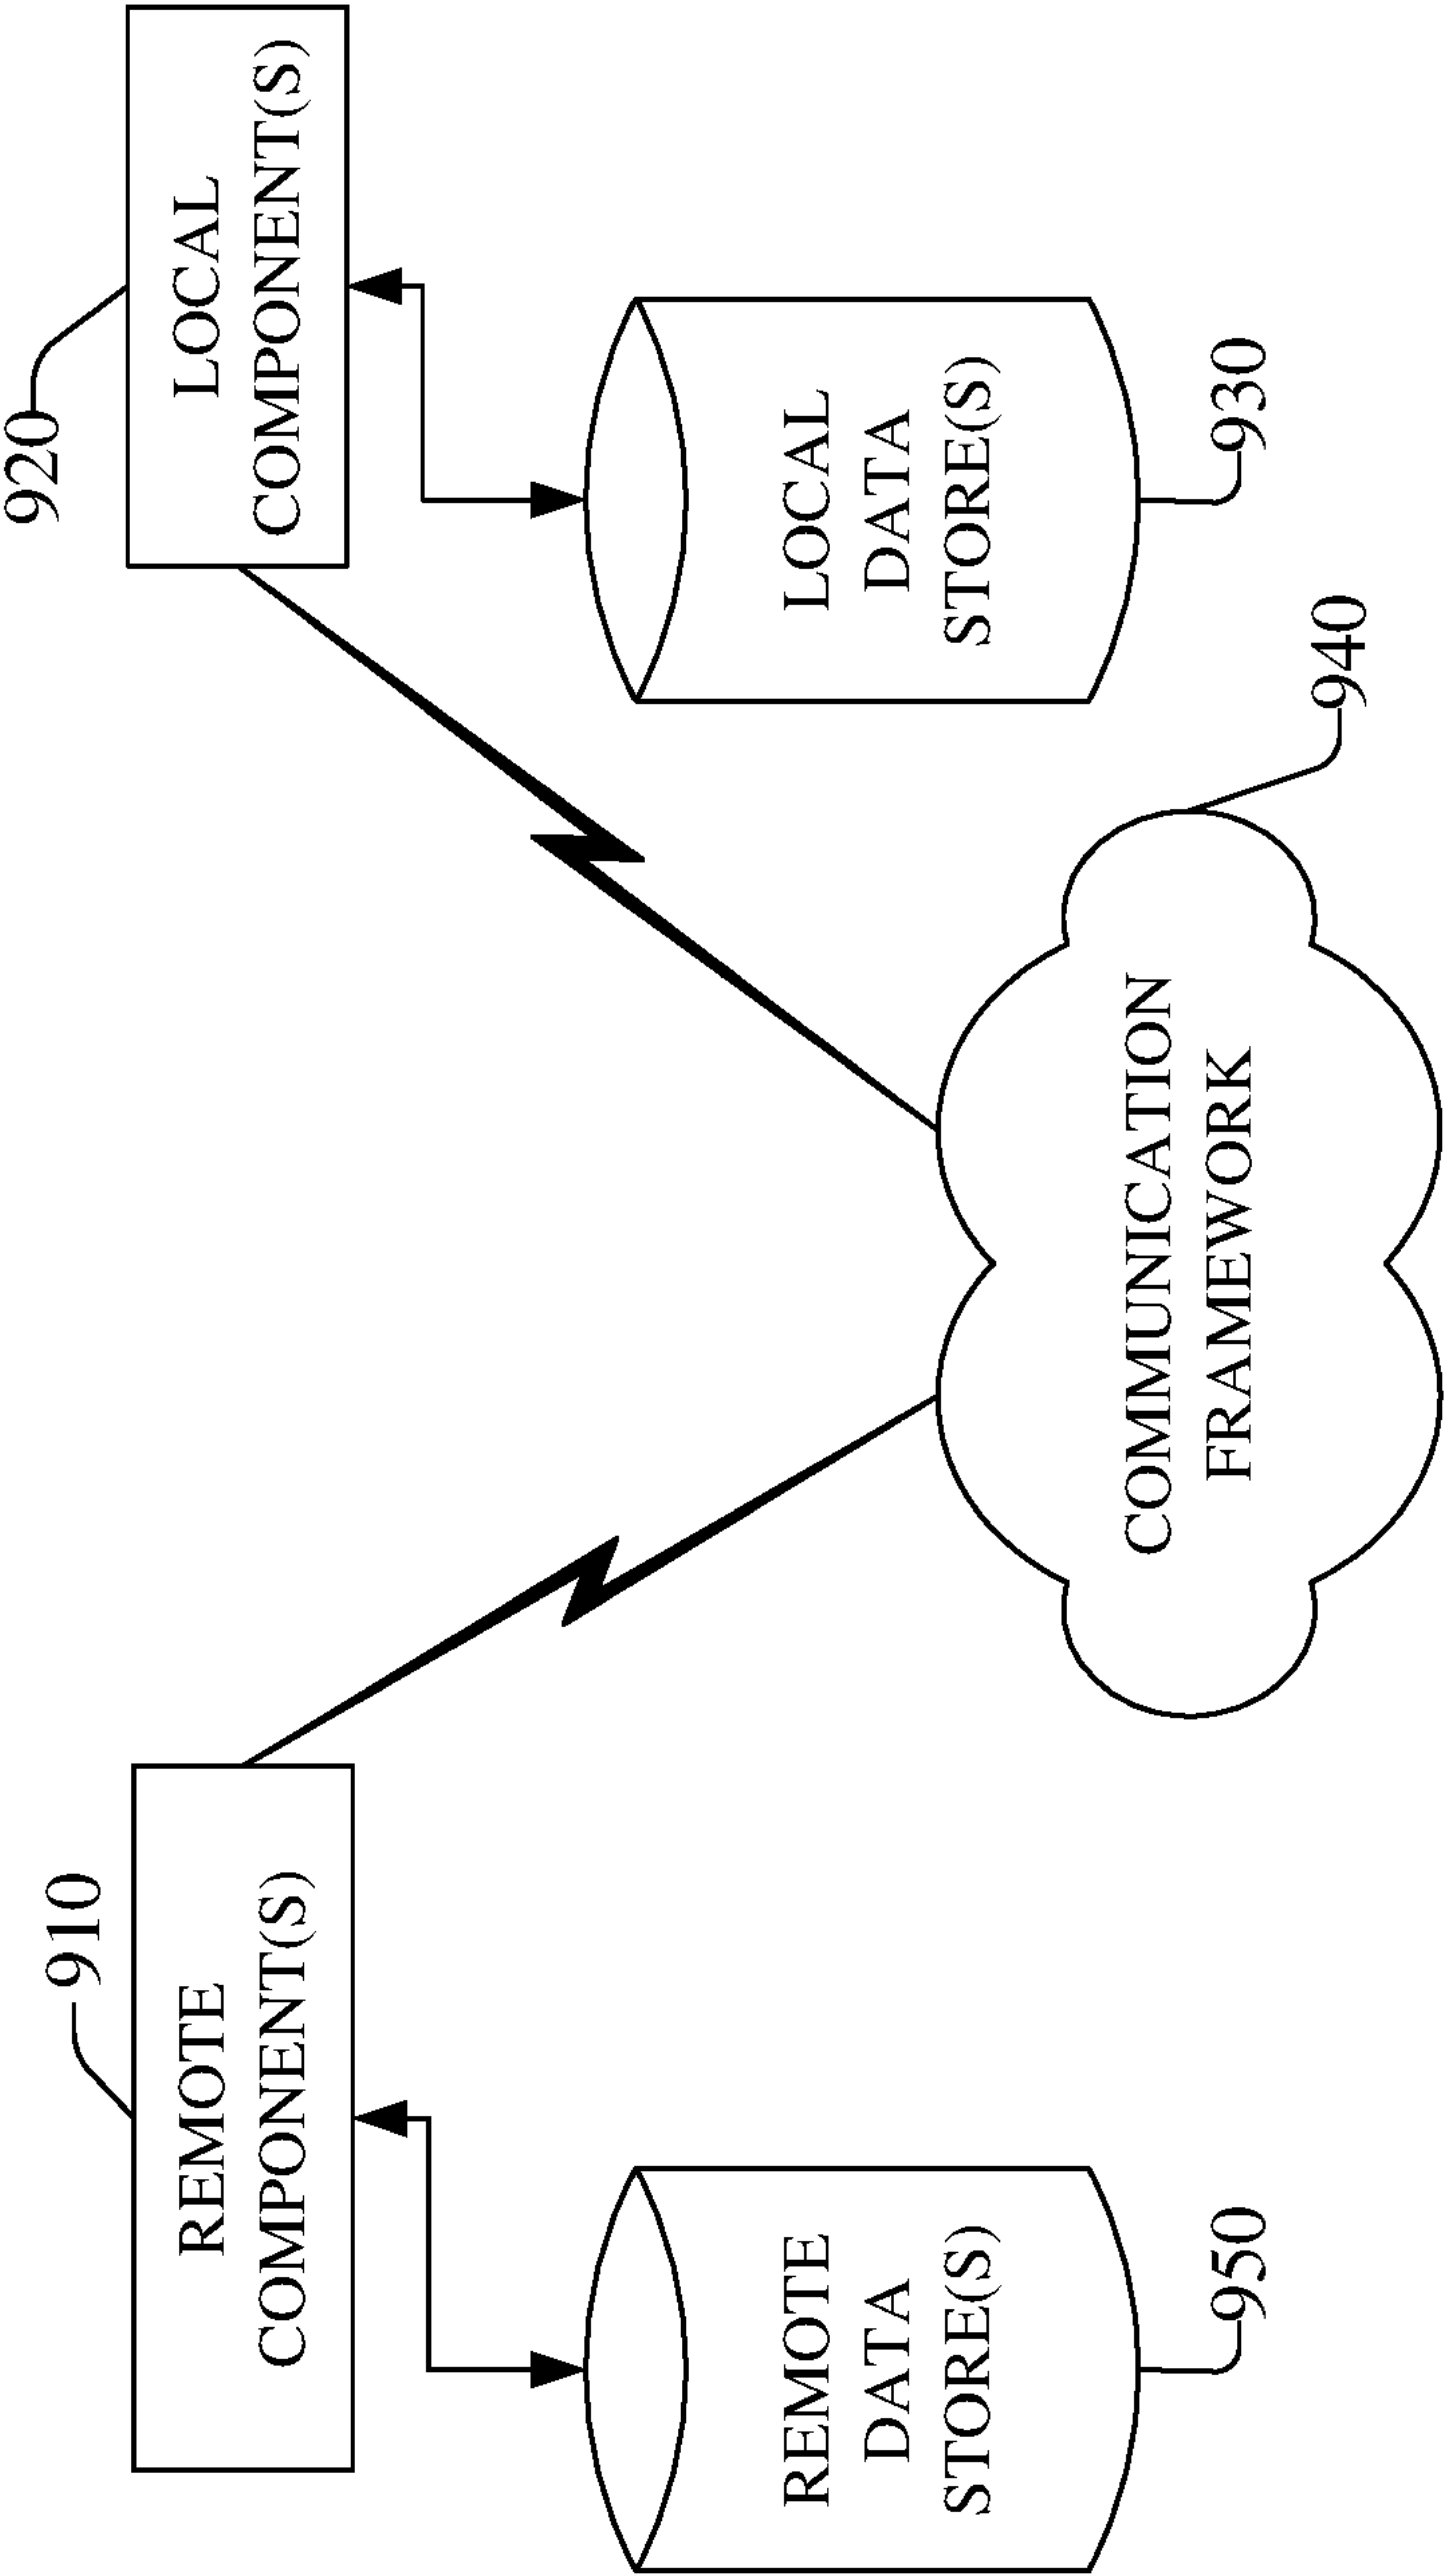 910
920
REMOTE
COMPONENT(S)
LOCAL
COMPONENT(S)
REMOTE
DATA
STORE(S)
LOCAL
DATA
STORE(S)
COMMUNICATION
FRAMEWORK
950
930
940